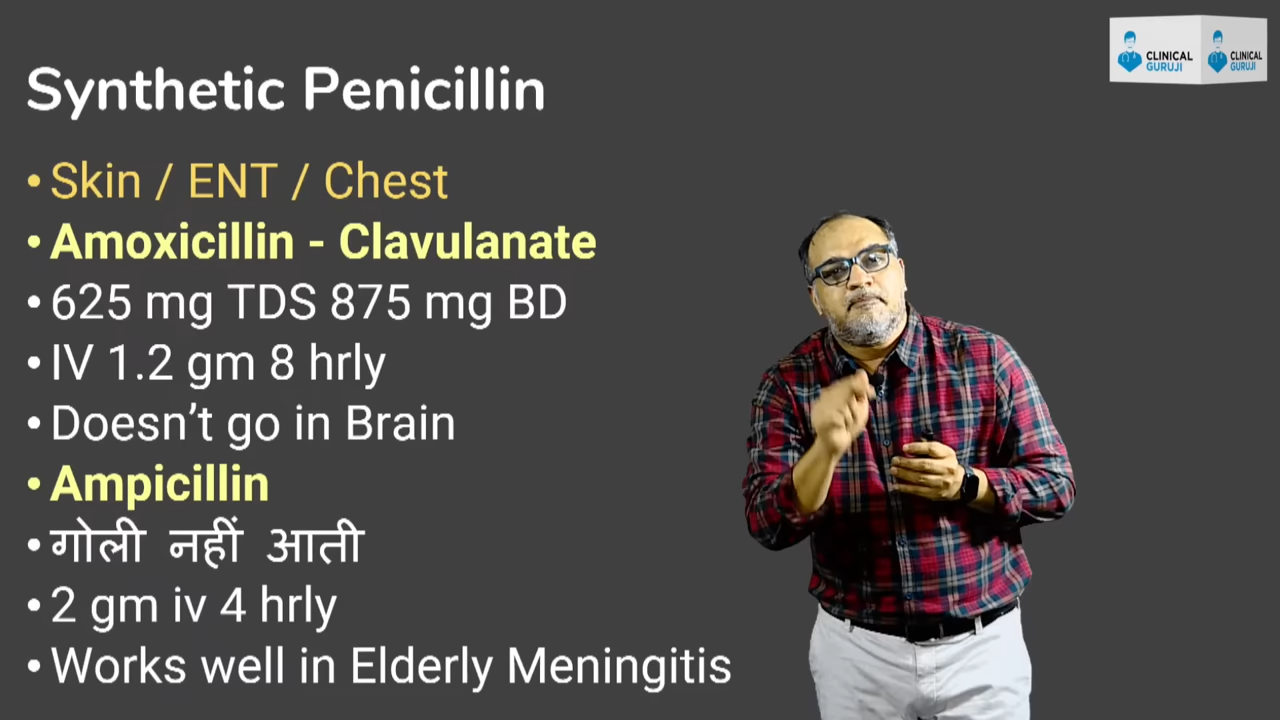 CLINICAL
GURUJI
CLINICAL
GURUJI
Synthetic Penicillin
• Skin / ENT / Chest
• Amoxicillin - Clavulanate
• 625 mg TDS 875 mg BD
• IV 1.2 gm 8 hrly
• Doesn’t go in Brain
• Ampicillin
• गोली नहीं आती
• 2 gm iv 4 hrly
• Works well in Elderly Meningitis